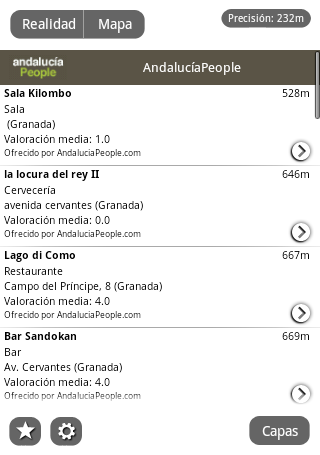 Realidad
Mapa
Precisión: 232m
andalucía
People
AndalucíaPeople
Sala Kilombo 528m
Sala
(Granada)
Valoración media: 1.0
Ofrecido por AndaluciaPeople.com
la locura del rey II 646m
Cervecería
avenida cervantes (Granada)
Valoración media: 0.0
Ofrecido por AndaluciaPeople.com
Lago di Como 667m
Restaurante
Campo del Príncipe, 8 (Granada)
Valoración media: 4.0
Ofrecido por AndaluciaPeople.com
Bar Sandokan 669m
Bar
Av. Cervantes (Granada)
Valoración media: 4.0
Ofrecido por AndaluciaPeople.com
Capas